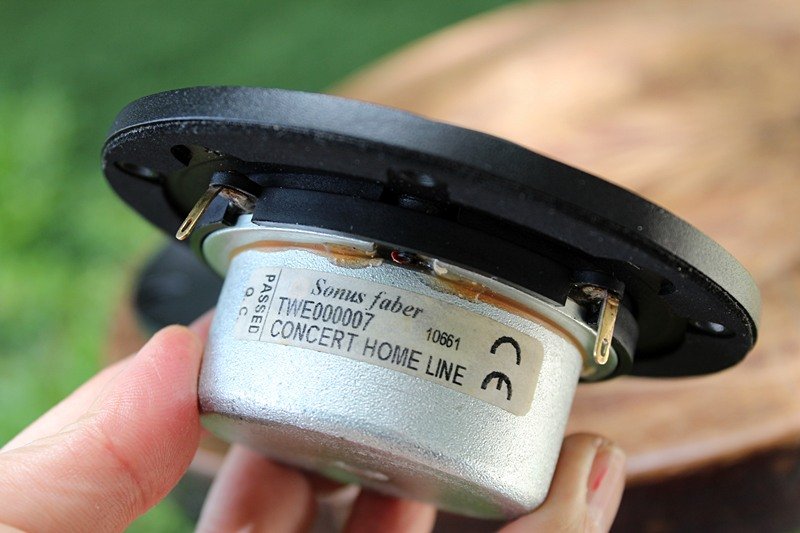 PASSED
Q.C
Sonus faber
TWE000007 10661
CONCERT HOME LINE
CE